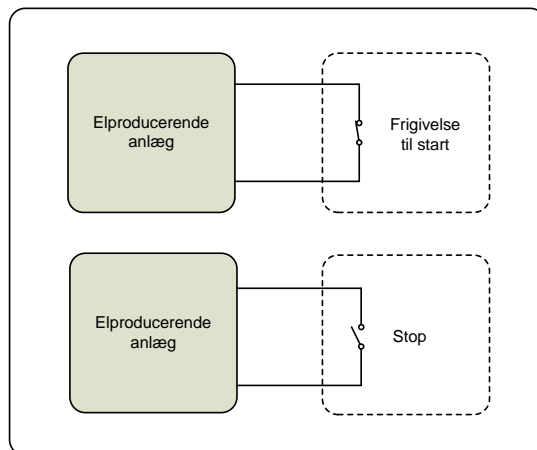 Elproducerende
anlæg
Frigivelse
til start
Elproducerende
anlæg
Stop